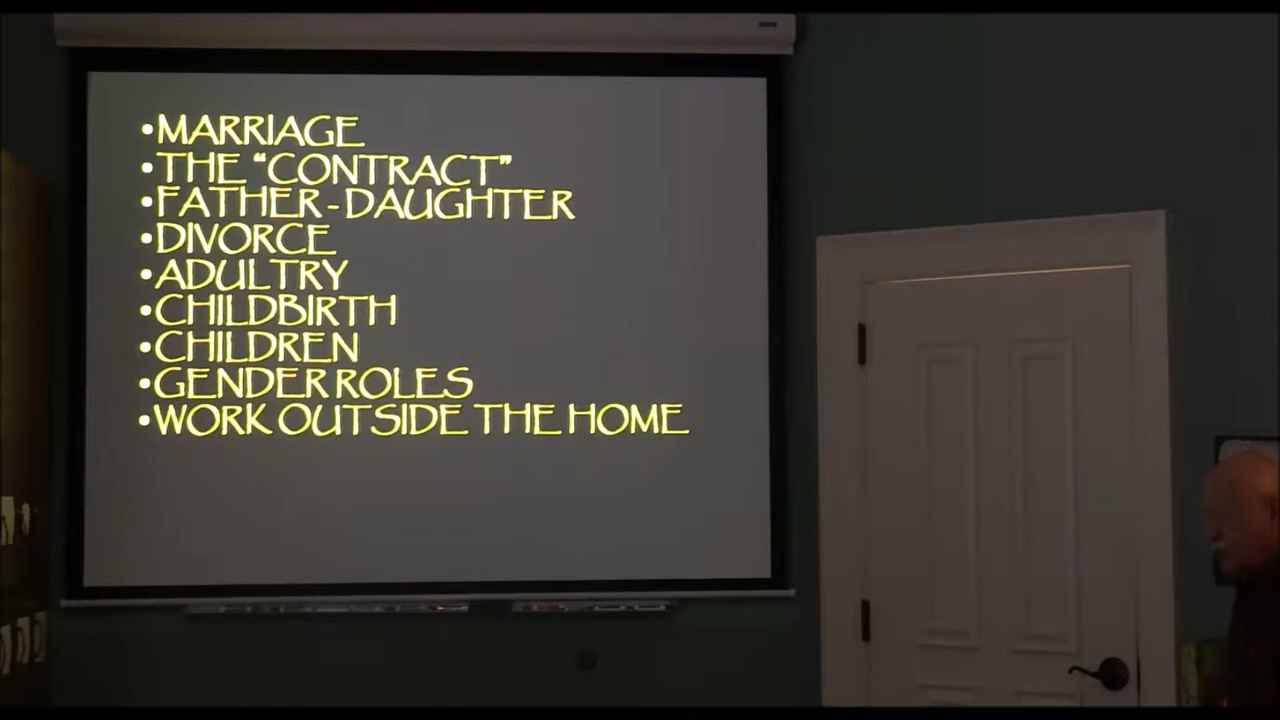 •MARRIAGE
•THE “CONTRACT”
•FATHER-DAUGHTER
•DIVORCE
•ADULTRY
•CHILDBIRTH
•CHILDREN
•GENDER ROLES
•WORK OUTSIDE THE HOME